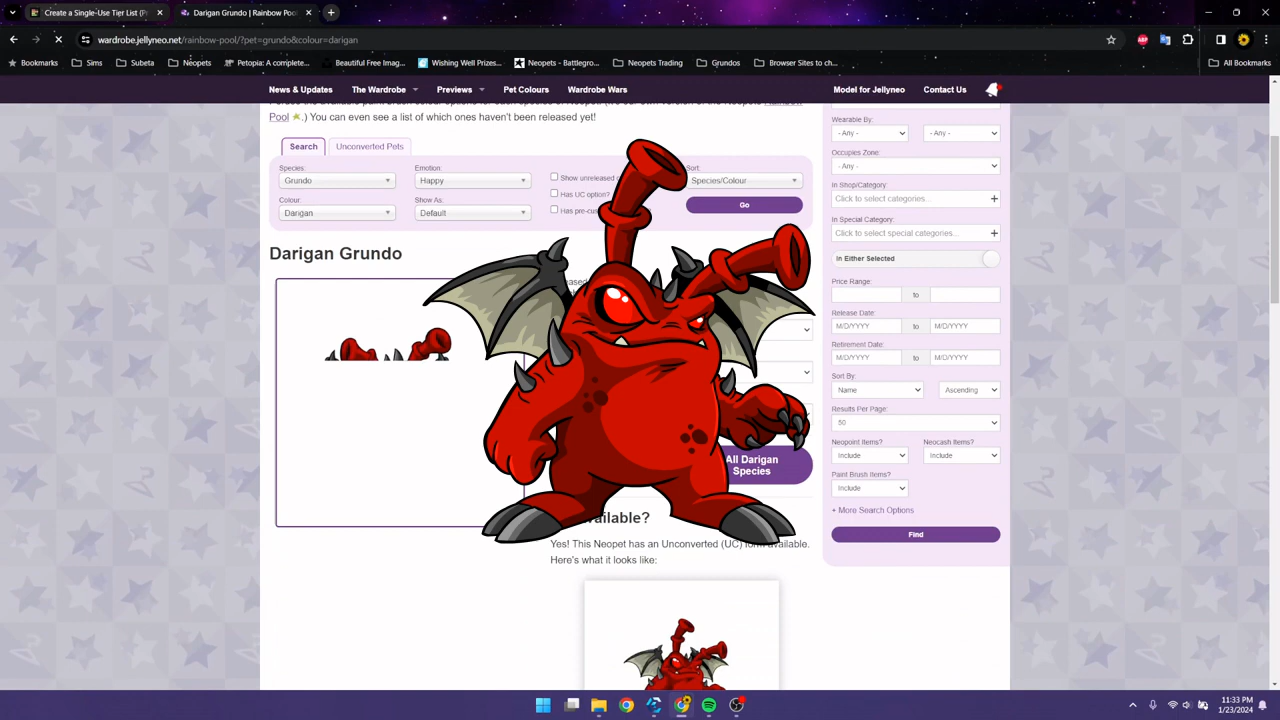 Create a Single-Use Tier List (Po
Darigan Grundo | Rainbow Pool
wardrobe.jellyneo.net/rainbow-pool/?pet=grundo&colour=darigan
Bookmarks
Sims
Subeta
Neopets
Petopia: A complete...
Beautiful Free Imag...
Wishing Well Prizes...
Neopets - Battlegro...
Neopets Trading
Grundos
Browser Sites to ch...
All Bookmarks
News & Updates
The Wardrobe
Previews
Pet Colours
Wardrobe Wars
Model for Jellyneo
Contact Us
Pool .) You can even see a list of which ones haven't been released yet!
Search
Unconverted Pets
Species:
Grundo
Emotion:
Happy
Show unreleased
Has UC option?
Has pre-cus
Sort:
Species/Colour
Colour:
Darigan
Show As:
Default
Go
Darigan Grundo
All Darigan
Species
vailable?
Yes! This Neopet has an Unconverted (UC) form available.
Here's what it looks like:
Wearable By:
- Any -
- Any -
Occupies Zone:
- Any -
In Shop/Category:
Click to select categories...
In Special Category:
Click to select special categories...
In Either Selected
Price Range:
to
Release Date:
M/D/YYYY
to
M/D/YYYY
Retirement Date:
M/D/YYYY
to
M/D/YYYY
Sort By:
Name
Ascending
Results Per Page:
50
Neopoint Items?
Include
Neocash Items?
Include
Paint Brush Items?
Include
+ More Search Options
Find
11:33 PM
1/23/2024